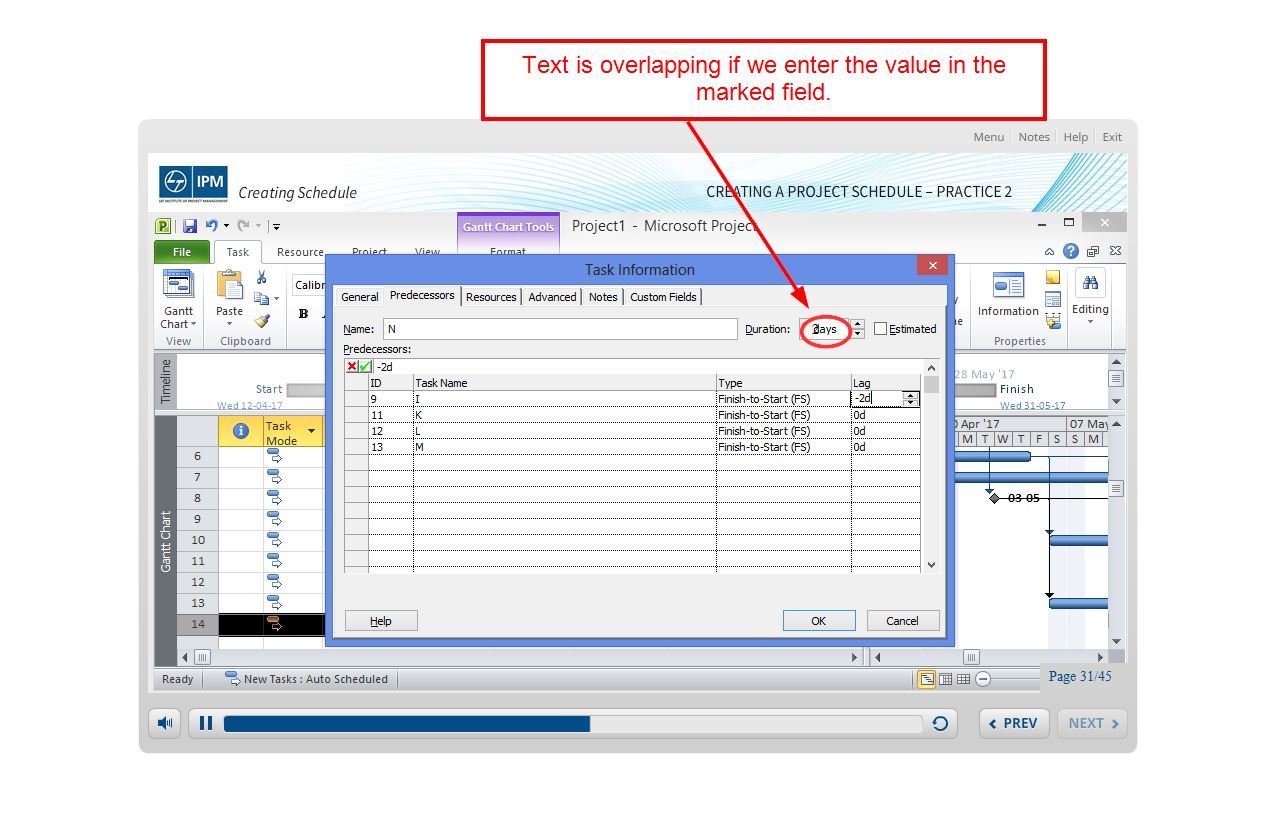 Text is overlapping if we enter the value in the
marked field.
Menu Notes Help Exit
IPM
L&T INSTITUTE OF PROJECT MANAGEMENT
Creating Schedule
CREATING A PROJECT SCHEDULE – PRACTICE 2
Gantt Chart Tools
Project1 - Microsoft Project
File Task Resource Project View Format
Task Information
Gantt
Chart
View
Paste
Clipboard
Calibr
B
Information
Properties
Editing
General Predecessors Resources Advanced Notes Custom Fields
Name: N Duration: days Estimated
Predecessors:
-2d
ID Task Name Type Lag
9 I Finish-to-Start (FS) -2d
11 K Finish-to-Start (FS) 0d
12 L Finish-to-Start (FS) 0d
13 M Finish-to-Start (FS) 0d
Help OK Cancel
Timeline
Start
Wed 12-04-17
28 May '17
Finish
Wed 31-05-17
Task
Mode
Apr '17 07 May
M T W T F S S M
Gantt Chart
6
7
8
03-05
9
10
11
12
13
14
Ready New Tasks : Auto Scheduled
Page 31/45
PREV NEXT